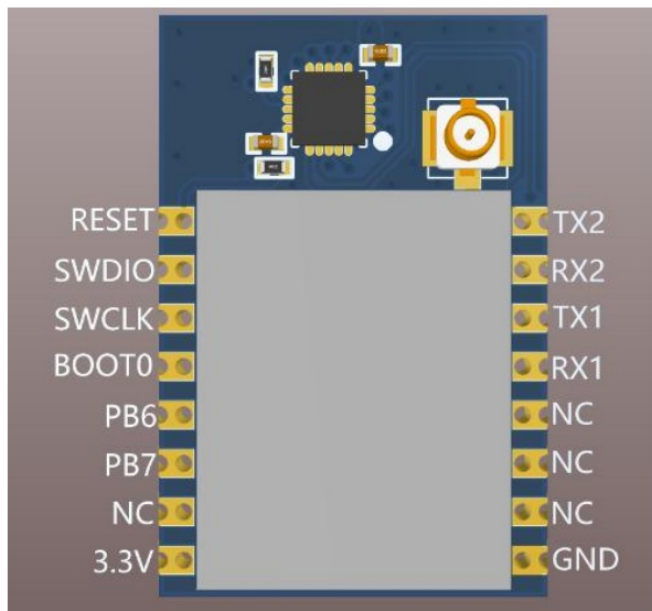 RESET TX2
SWDIO RX2
SWCLK TX1
BOOT0 RX1
PB6 NC
PB7 NC
NC NC
3.3V GND